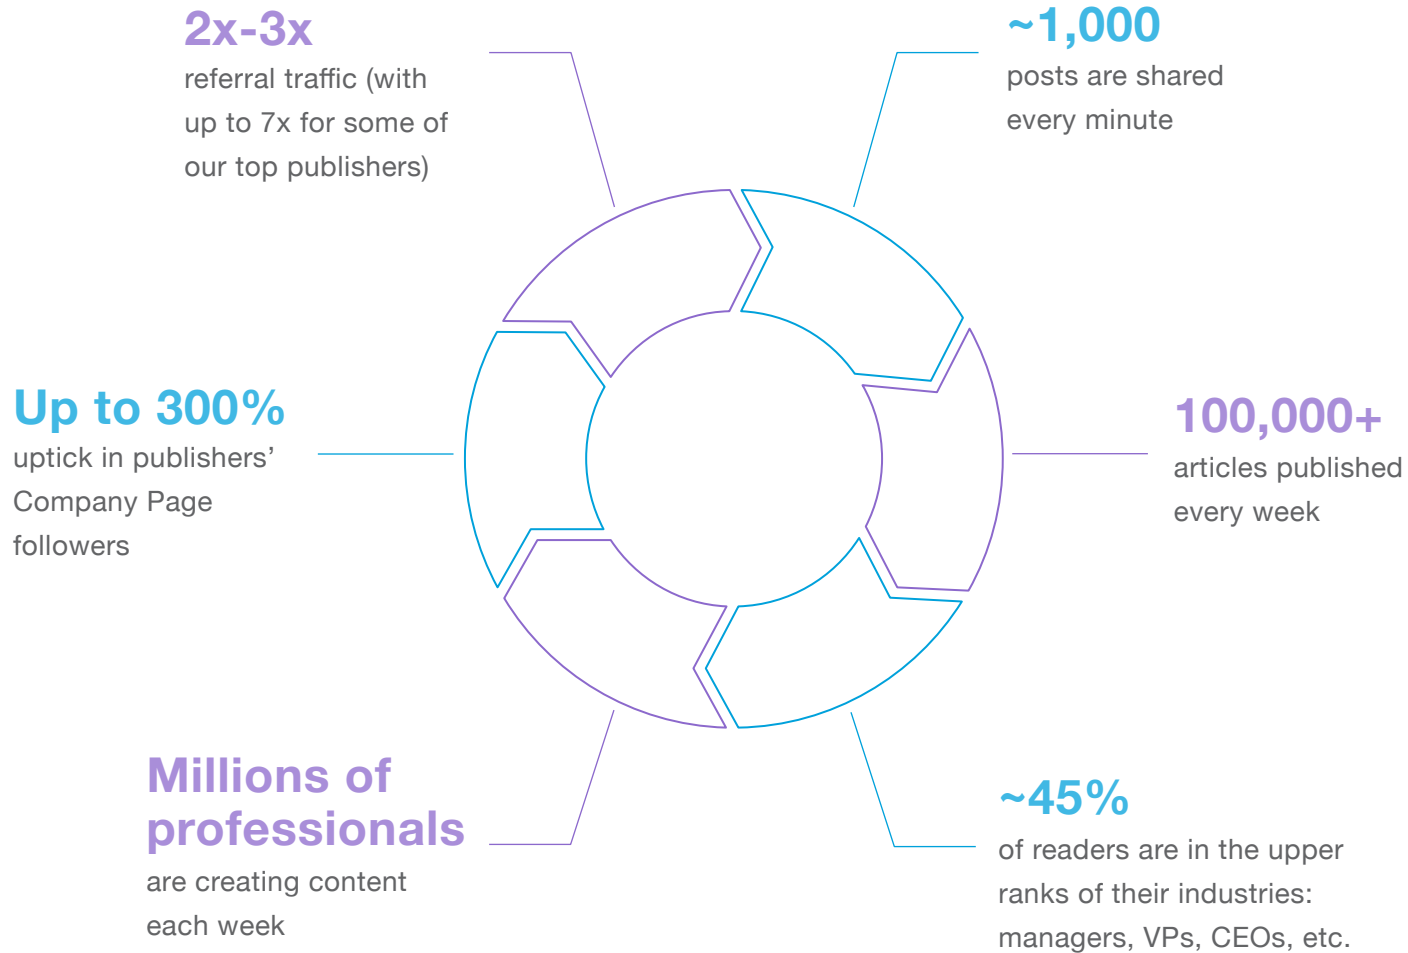 2x-3x
referral traffic (with
up to 7x for some of
our top publishers)
~1,000
posts are shared
every minute
Up to 300%
uptick in publishers’
Company Page
followers
100,000+
articles published
every week
Millions of
professionals
are creating content
each week
~45%
of readers are in the upper
ranks of their industries:
managers, VPs, CEOs, etc.